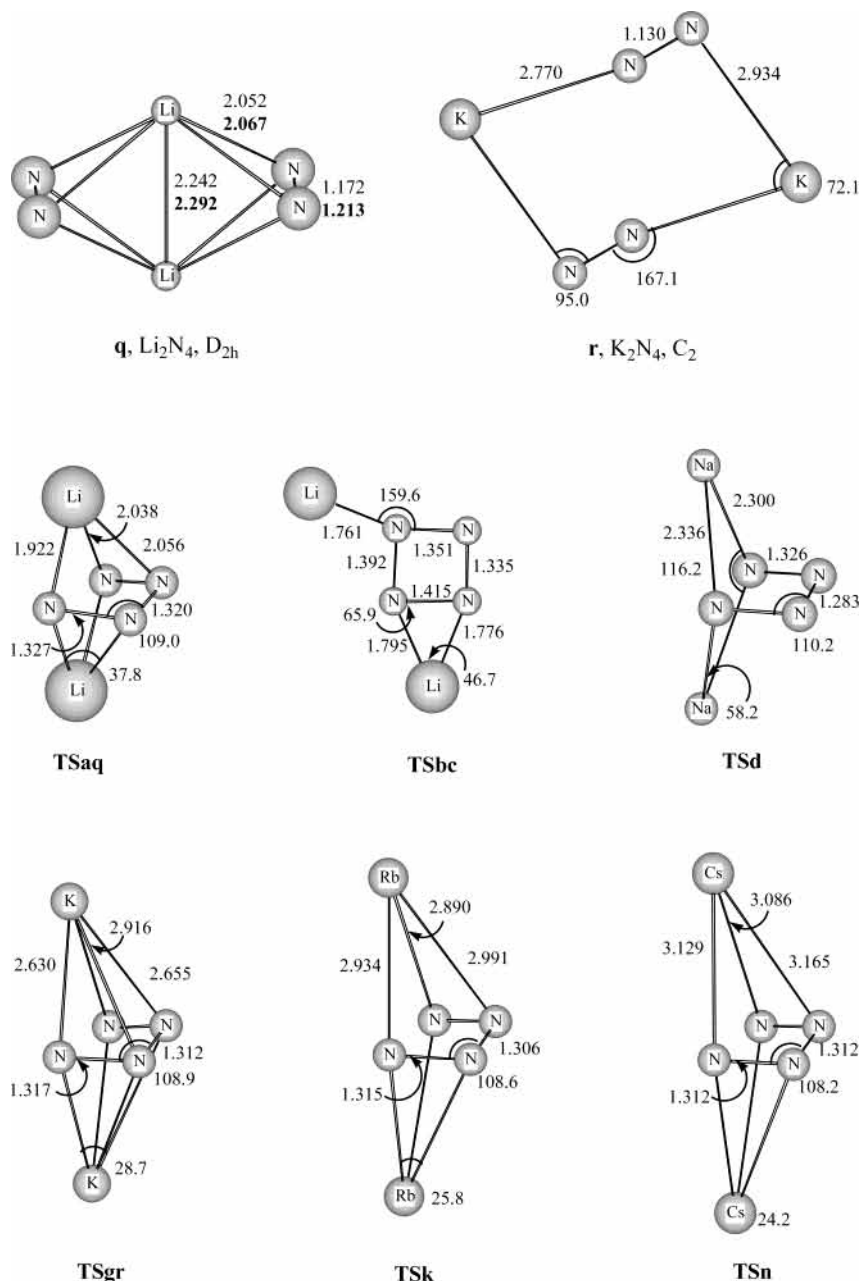 Li
2.052
2.067
N
N
N
N
2.242
2.292
1.172
1.213
Li
q, Li2N4, D2h
1.130
N
N
2.770
2.934
K
K
72.1
N
N
167.1
95.0
r, K2N4, C2
Li
2.038
1.922
2.056
N
N
N
N
1.320
109.0
1.327
37.8
Li
TSaq
Li
159.6
N
N
1.761
1.351
1.392
1.335
1.415
N
N
65.9
1.795
1.776
Li
46.7
TSbc
Na
2.300
2.336
116.2
1.326
N
N
N
N
1.283
110.2
Na
58.2
TSd
K
2.916
2.630
2.655
N
N
N
N
1.312
108.9
1.317
K
28.7
TSgr
Rb
2.890
2.934
2.991
N
N
N
N
1.306
108.6
1.315
Rb
25.8
TSk
Cs
3.086
3.129
3.165
N
N
N
N
1.312
108.2
1.312
Cs
24.2
TSn